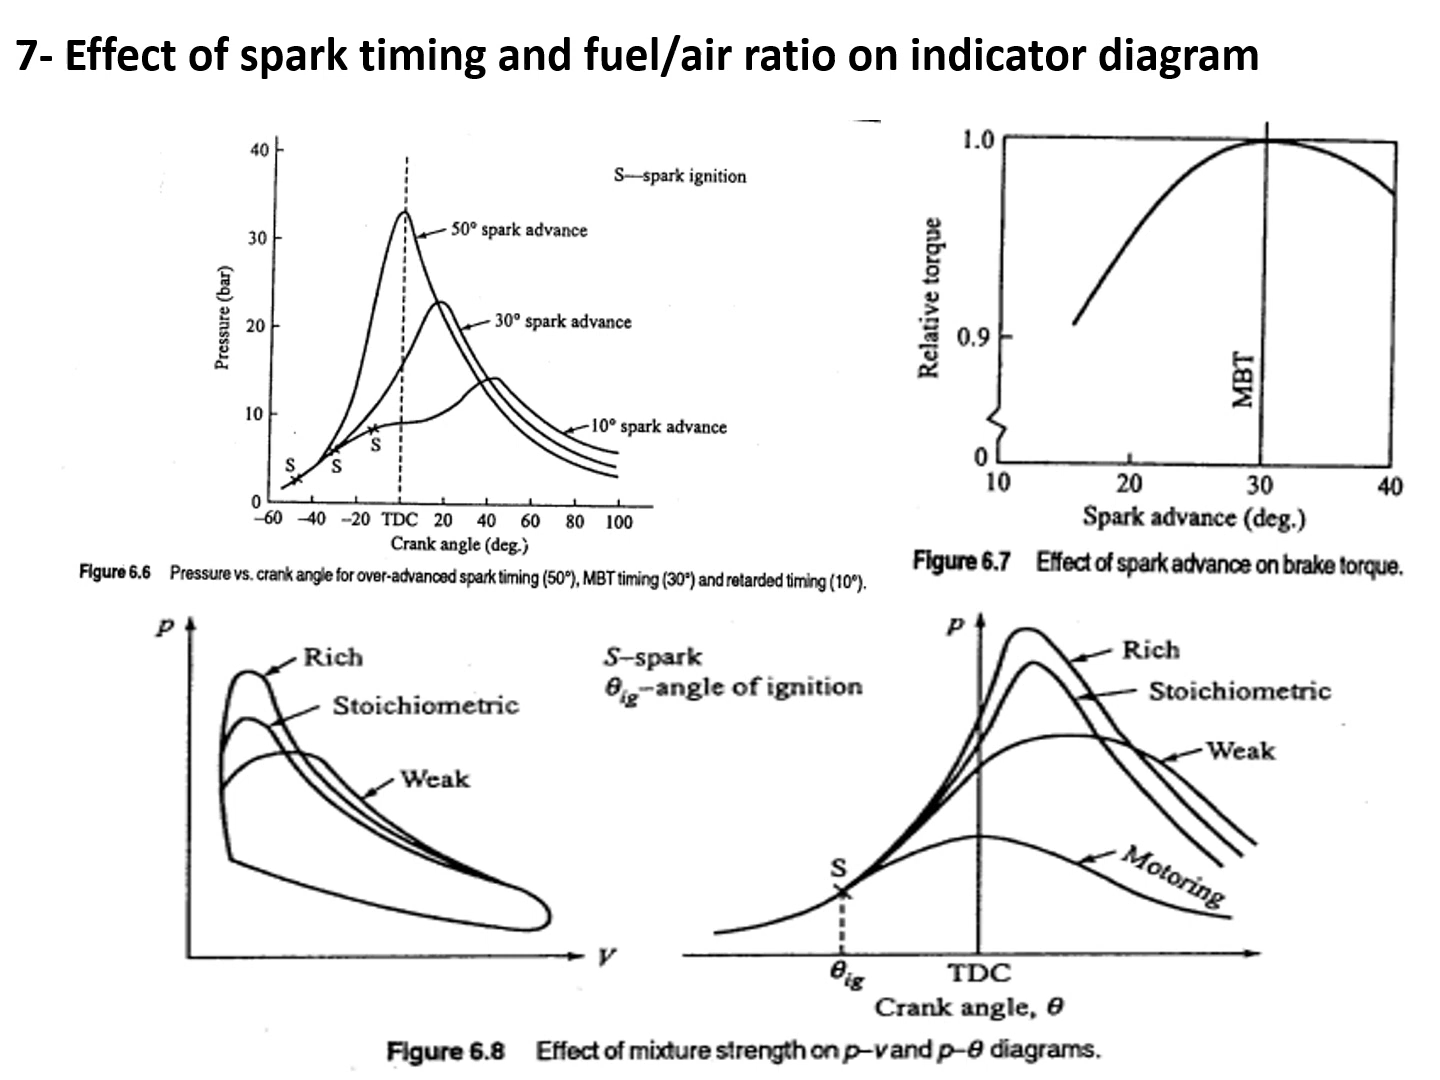 7- Effect of spark timing and fuel/air ratio on indicator diagram
40
30
20
10
0
Pressure (bar)
S—spark ignition
50° spark advance
30° spark advance
10° spark advance
S
S
S
–60 –40 –20 TDC 20 40 60 80 100
Crank angle (deg.)
Figure 6.6 Pressure vs. crank angle for over-advanced spark timing (50°), MBT timing (30°) and retarded timing (10°).
1.0
0.9
0
Relative torque
MBT
10 20 30 40
Spark advance (deg.)
Figure 6.7 Effect of spark advance on brake torque.
p
Rich
Stoichiometric
Weak
V
S–spark
θig–angle of ignition
p
Rich
Stoichiometric
Weak
Motoring
S
θig TDC
Crank angle, θ
Figure 6.8 Effect of mixture strength on p–v and p–θ diagrams.